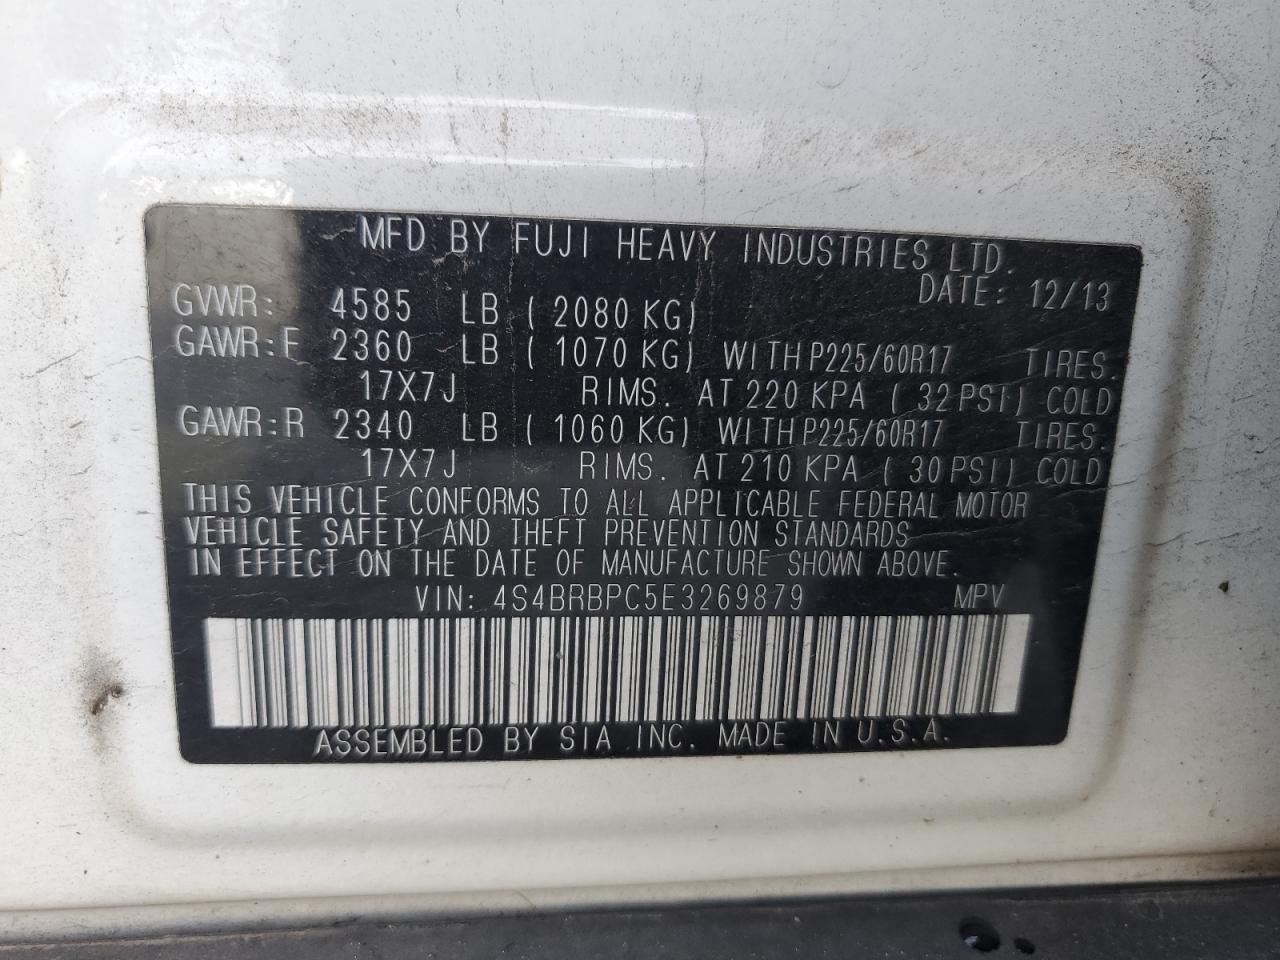 MFD BY FUJI HEAVY INDUSTRIES LTD.
DATE: 12/13
GVWR: 4585 LB ( 2080 KG)
GAWR:F 2360 LB ( 1070 KG) WITH P225/60R17 TIRES.
17X7J RIMS. AT 220 KPA ( 32 PSI) COLD
GAWR:R 2340 LB ( 1060 KG) WITH P225/60R17 TIRES.
17X7J RIMS. AT 210 KPA ( 30 PSI) COLD
THIS VEHICLE CONFORMS TO ALL APPLICABLE FEDERAL MOTOR
VEHICLE SAFETY AND THEFT PREVENTION STANDARDS
IN EFFECT ON THE DATE OF MANUFACTURE SHOWN ABOVE.
VIN: 4S4BRBPC5E3269879 MPV
ASSEMBLED BY SIA INC. MADE IN U.S.A.